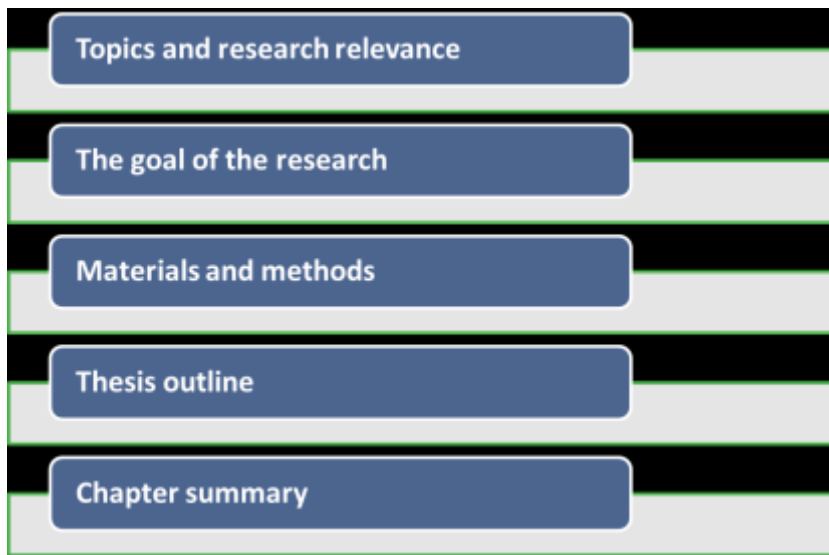 Topics and research relevance
The goal of the research
Materials and methods
Thesis outline
Chapter summary